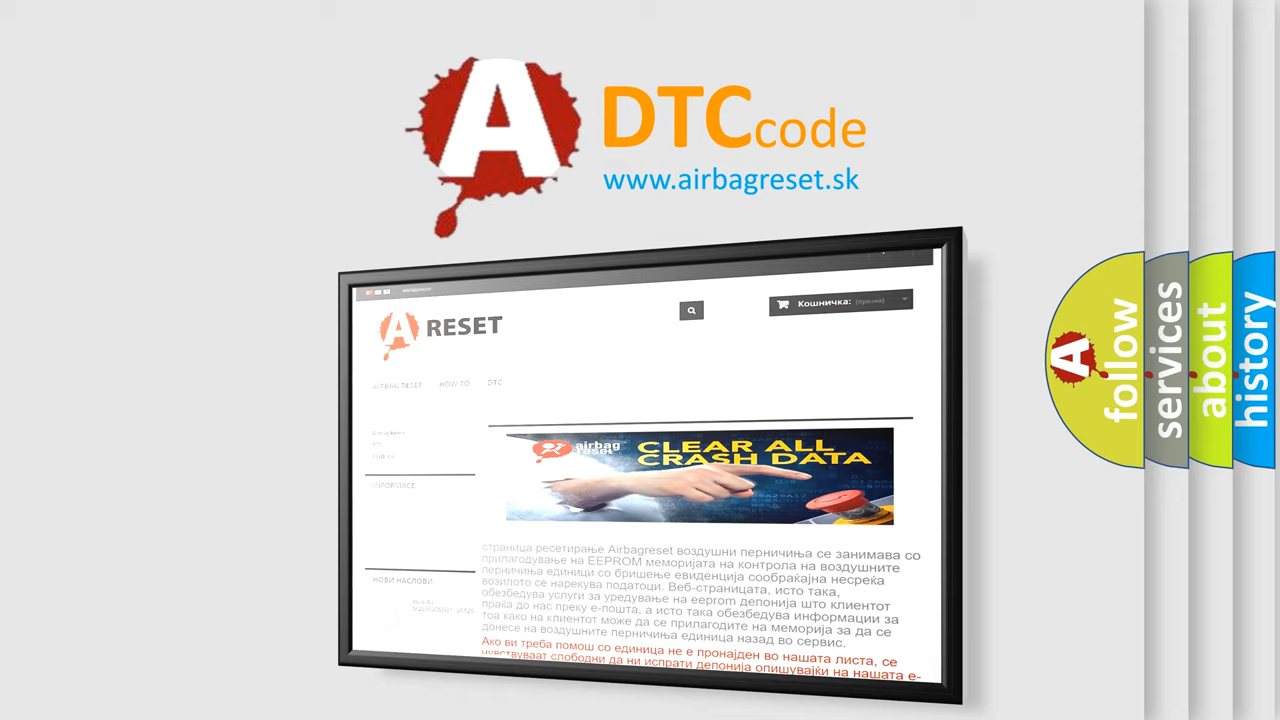 A
DTCcode
www.airbagreset.sk
A RESET
Кошничка: (празни)
AIRBAG RESET HOW TO DTC
INFORMACE
airbag
reset
CLEAR ALL
CRASH DATA
страница ресетирање Airbagreset воздушни перничиња се занимава со
прилагодување на EEPROM меморијата на контрола на воздушните
перничиња единици со бришење евиденција сообраќајна несреќа
возилото се нарекува податоци. Веб-страницата, исто така,
обезбедува услуги за уредување на eeprom депонија што клиентот
праќа до нас преку е-пошта, а исто така обезбедува информации за
тоа како на клиентот може да се прилагодите на меморија за да се
донесе на воздушните перничиња единица назад во сервис.
Ако ви треба помош со единица не е пронајден во нашата листа, се
чувствуваат слободни да ни испрати депонија опишувајќи на нашата е-
НОВИ НАСЛОВИ
A
follow
services
about
history